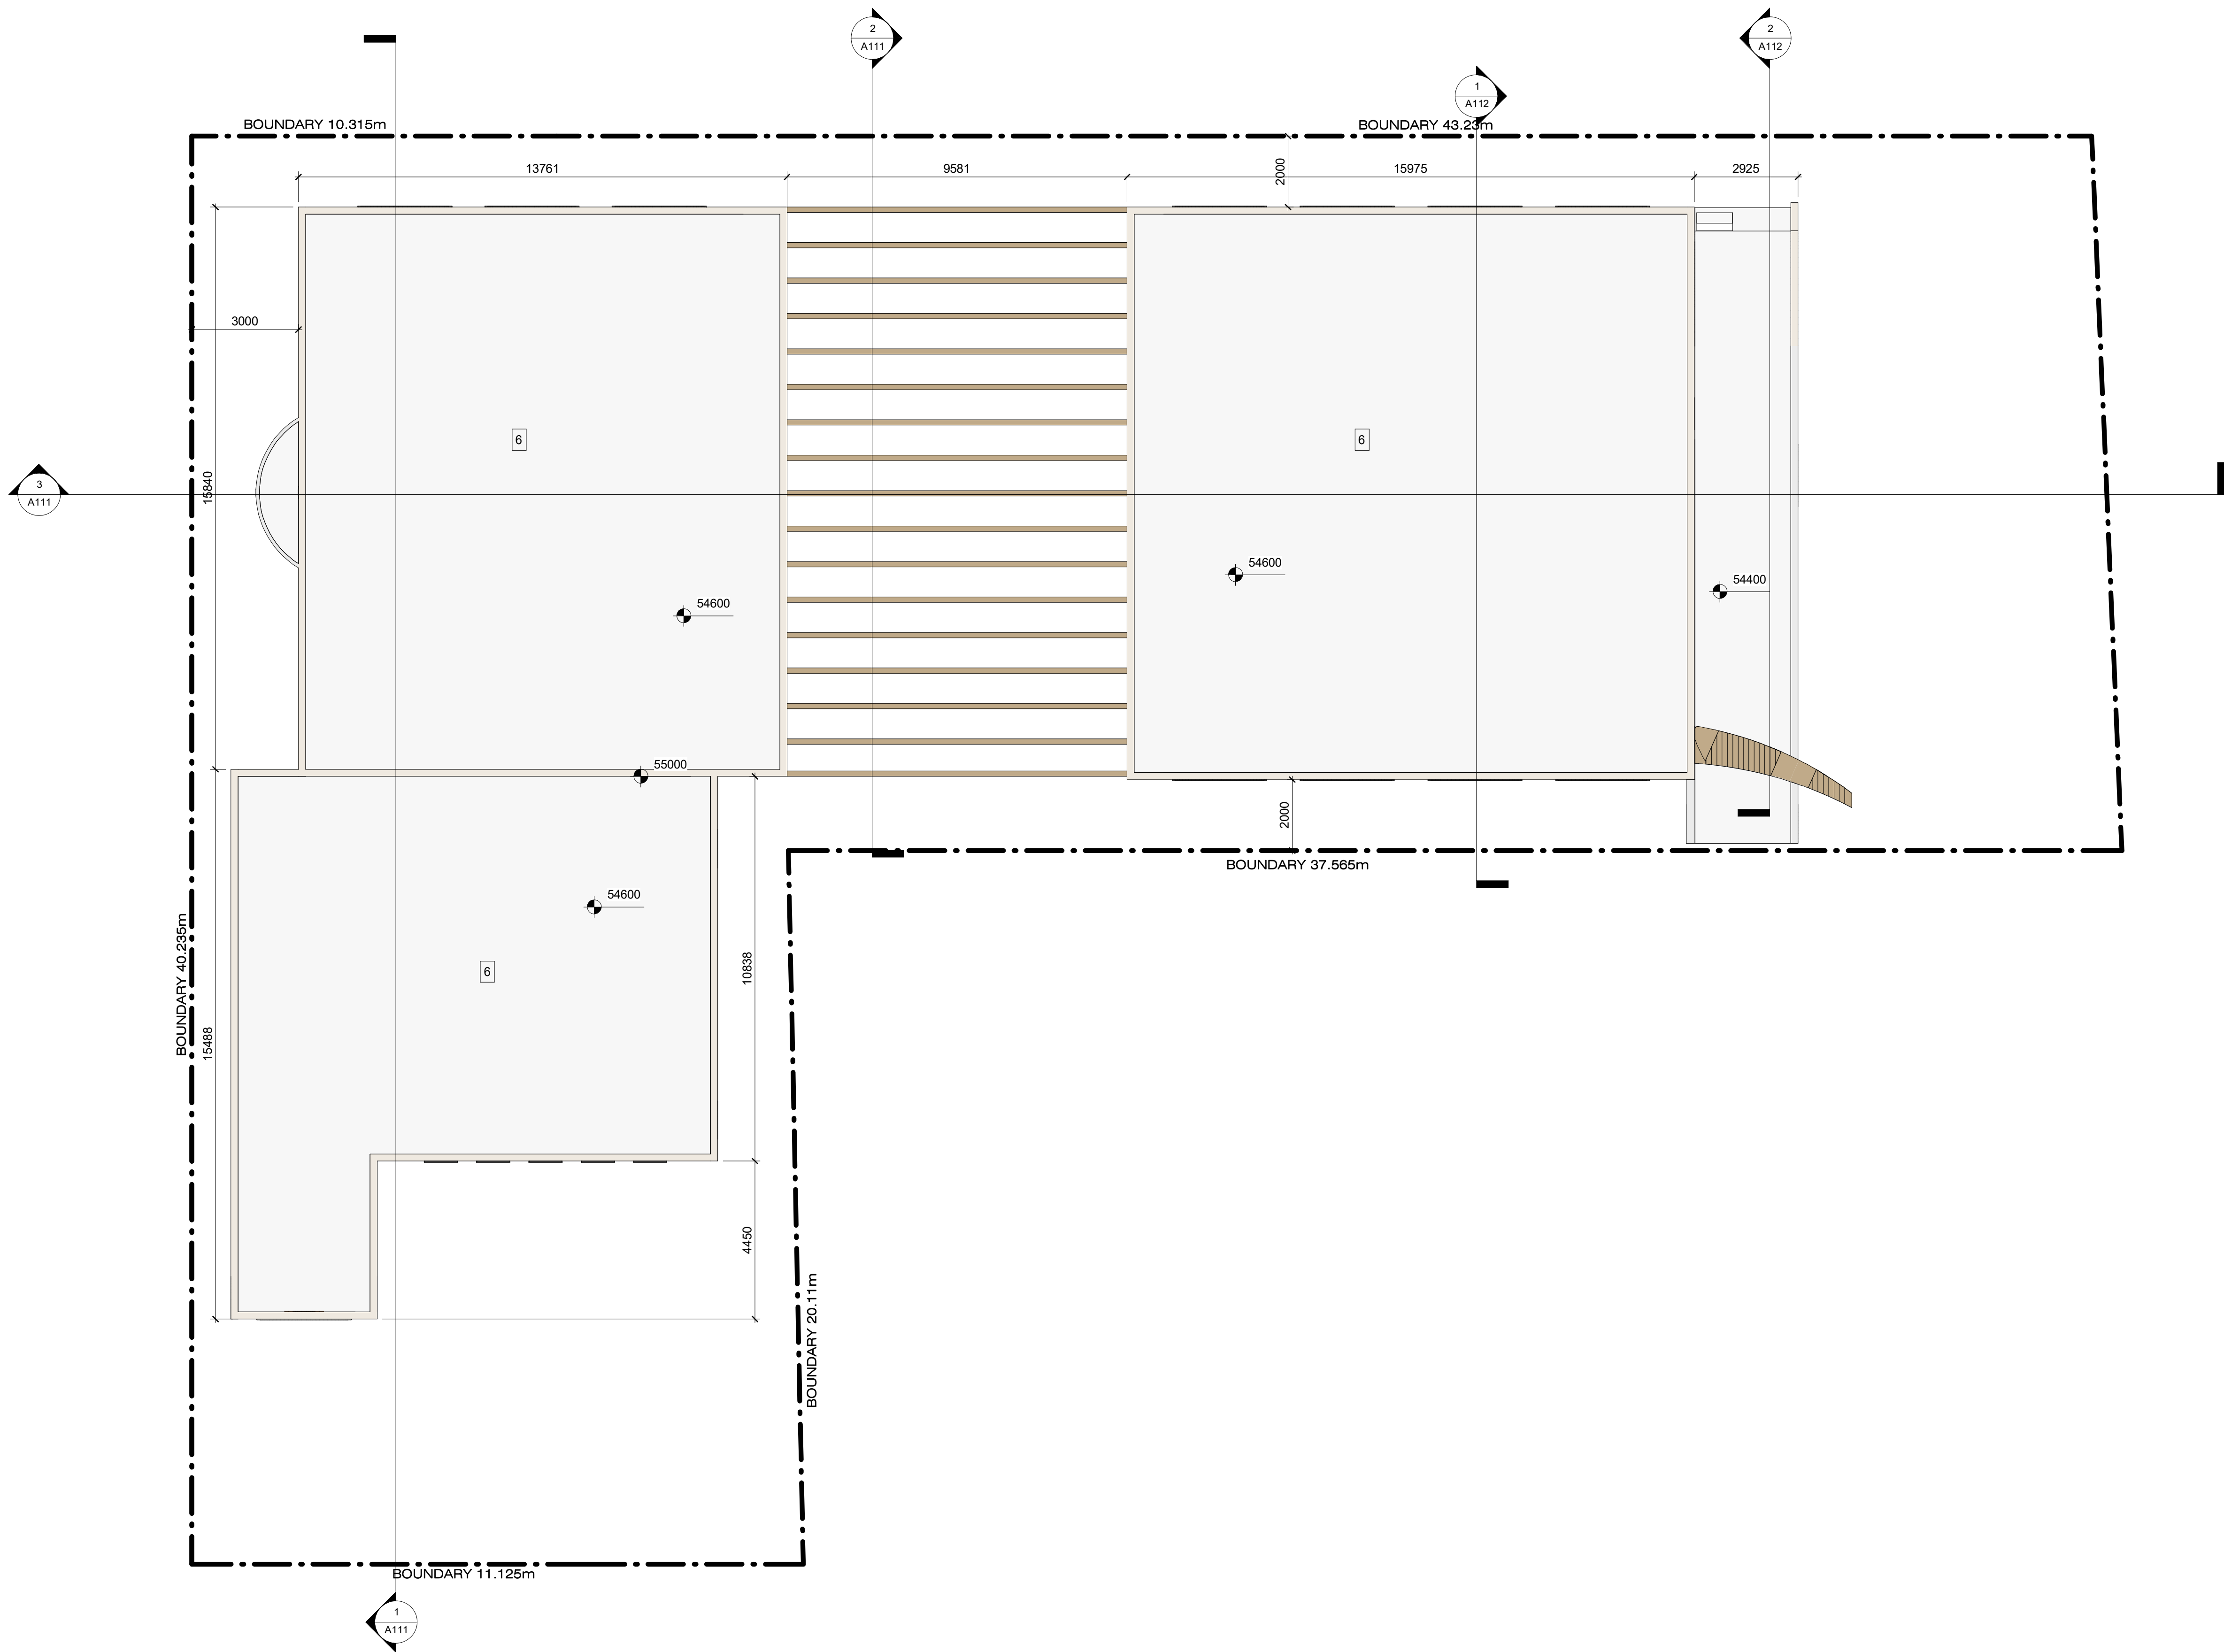 2
A111
2
A112
1
A112
BOUNDARY 10.315m
BOUNDARY 43.23m
13761
9581
2000
15975
2925
3000
6
6
15840
3
A111
54600
54400
54600
55000
2000
BOUNDARY 37.565m
54600
BOUNDARY 40.235m
10838
6
15488
4450
BOUNDARY 20.11m
BOUNDARY 11.125m
1
A111